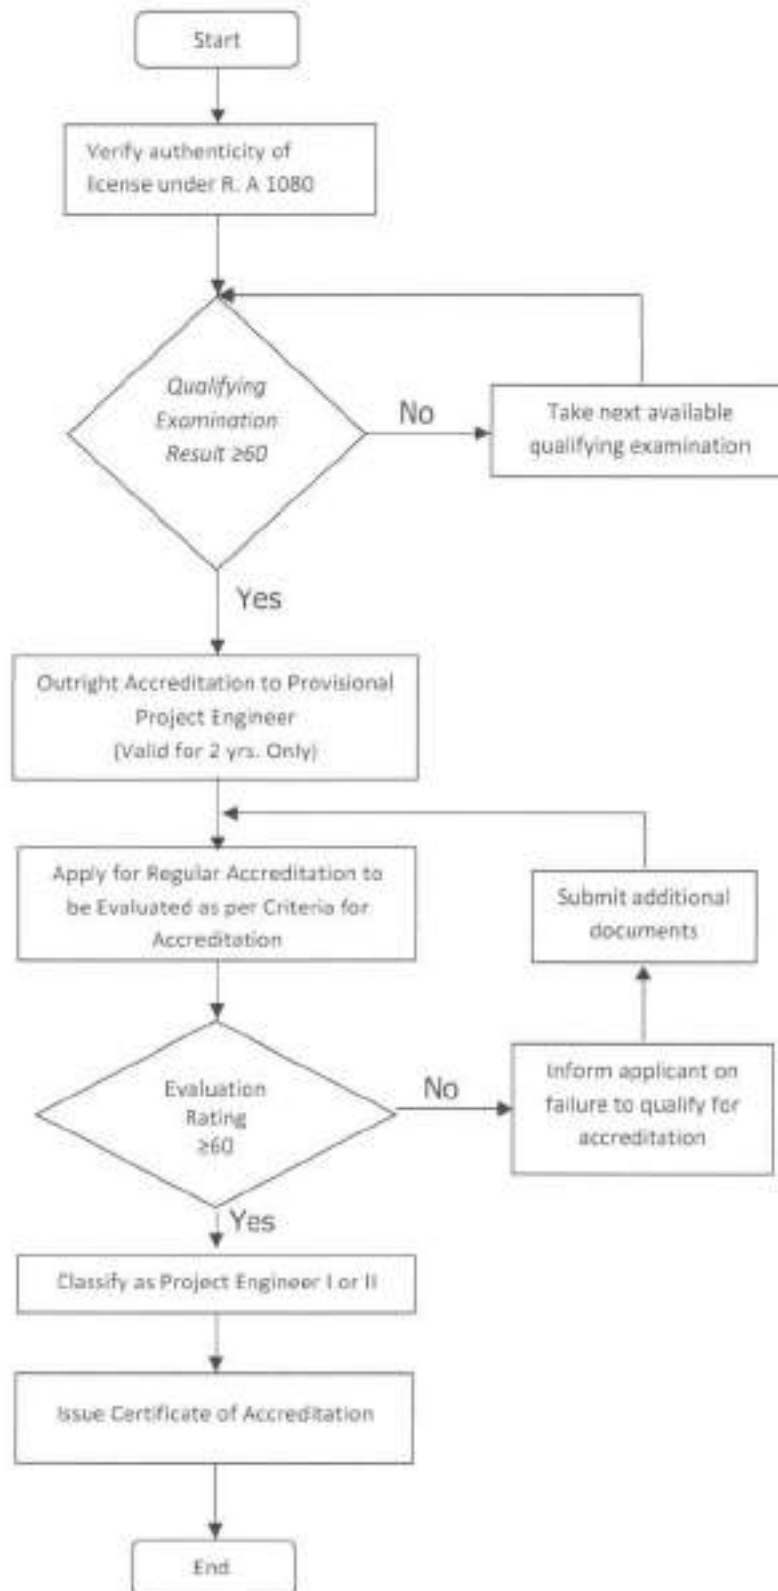 Start
Verify authenticity of
license under R. A 1080
Qualifying
Examination
Result ≥60
No
Take next available
qualifying examination
Yes
Outright Accreditation to Provisional
Project Engineer
(Valid for 2 yrs. Only)
Apply for Regular Accreditation to
be Evaluated as per Criteria for
Accreditation
Submit additional
documents
Evaluation
Rating
≥60
No
Inform applicant on
failure to qualify for
accreditation
Yes
Classify as Project Engineer I or II
Issue Certificate of Accreditation
End